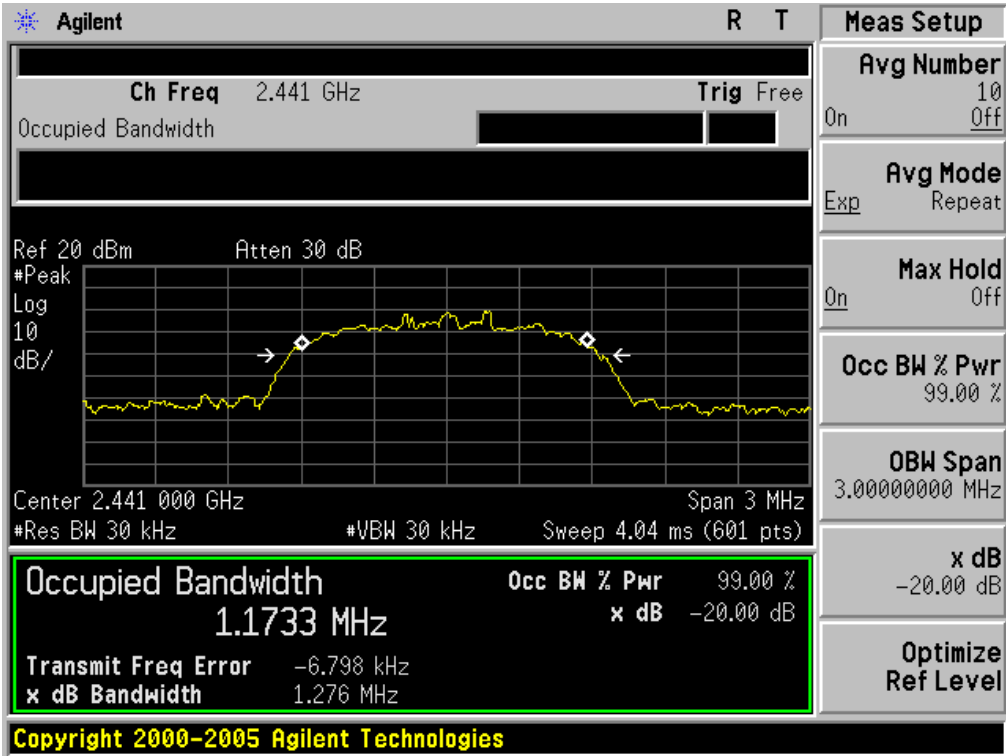 Agilent R T
Meas Setup
Ch Freq 2.441 GHz Trig Free
Occupied Bandwidth
Ref 20 dBm Atten 30 dB
#Peak
Log
10
dB/
Center 2.441 000 GHz Span 3 MHz
#Res BW 30 kHz #VBW 30 kHz Sweep 4.04 ms (601 pts)
Occupied Bandwidth Occ BW % Pwr 99.00 %
1.1733 MHz x dB -20.00 dB
Transmit Freq Error -6.798 kHz
x dB Bandwidth 1.276 MHz
Avg Number
10
On Off
Avg Mode
Exp Repeat
Max Hold
On Off
Occ BW % Pwr
99.00 %
OBW Span
3.00000000 MHz
x dB
-20.00 dB
Optimize
Ref Level
Copyright 2000-2005 Agilent Technologies